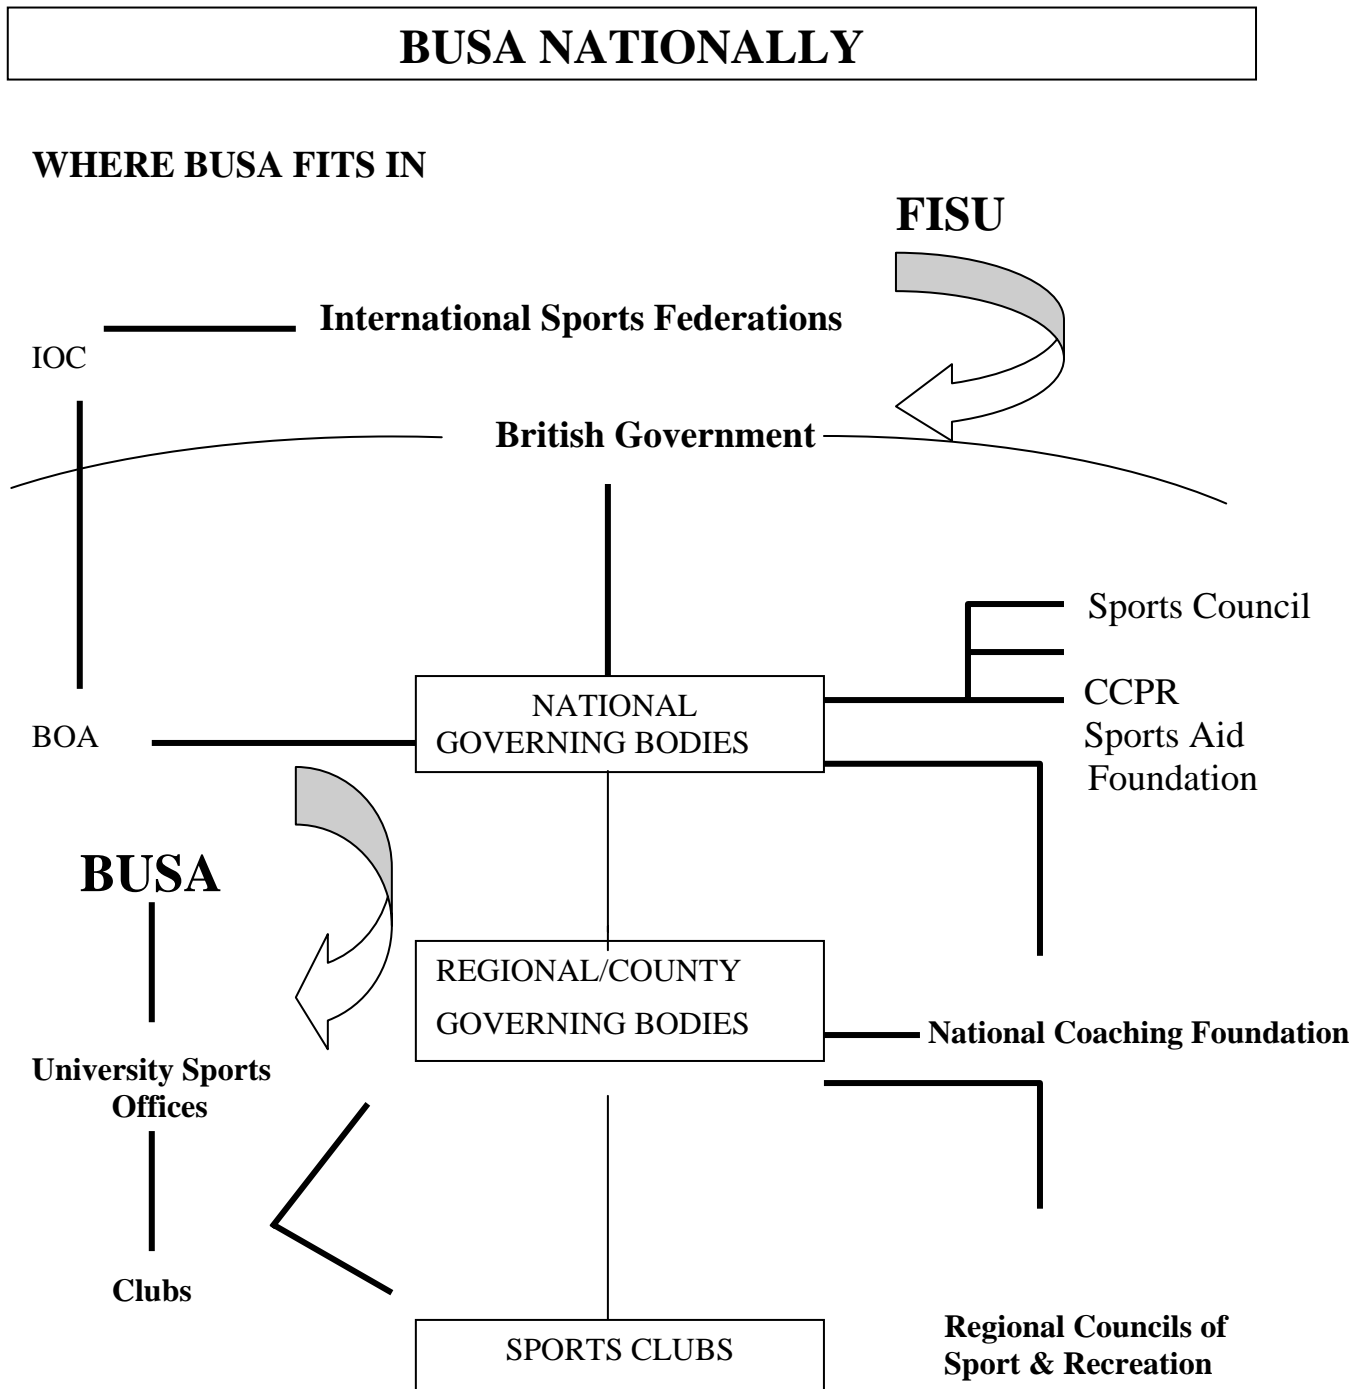 BUSA NATIONALLY
WHERE BUSA FITS IN
FISU
International Sports Federations
IOC
British Government
Sports Council
NATIONAL
GOVERNING BODIES
CCPR
Sports Aid
Foundation
BOA
BUSA
REGIONAL/COUNTY
GOVERNING BODIES
National Coaching Foundation
University Sports
Offices
Clubs
SPORTS CLUBS
Regional Councils of
Sport & Recreation